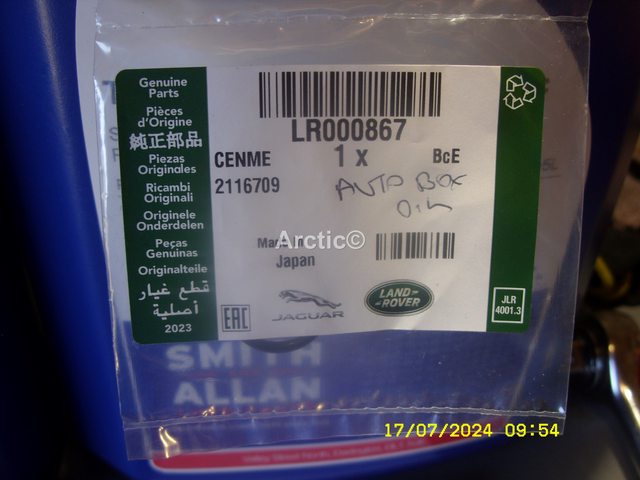 Genuine
Parts
Pièces
d'Origine
純正部品
Piezas
Originales
Ricambi
Originali
Originele
Onderdelen
Peças
Genuinas
Originalteile
قطع غيار
أصلية
2023
LR000867
CENME 1 x BcE
2116709
AUTO BOX
OIL
Made in
Japan
Arctic©
EAC
JAGUAR
LAND-
ROVER
JLR
4001.3
SMITH
ALLAN
17/07/2024 09:54